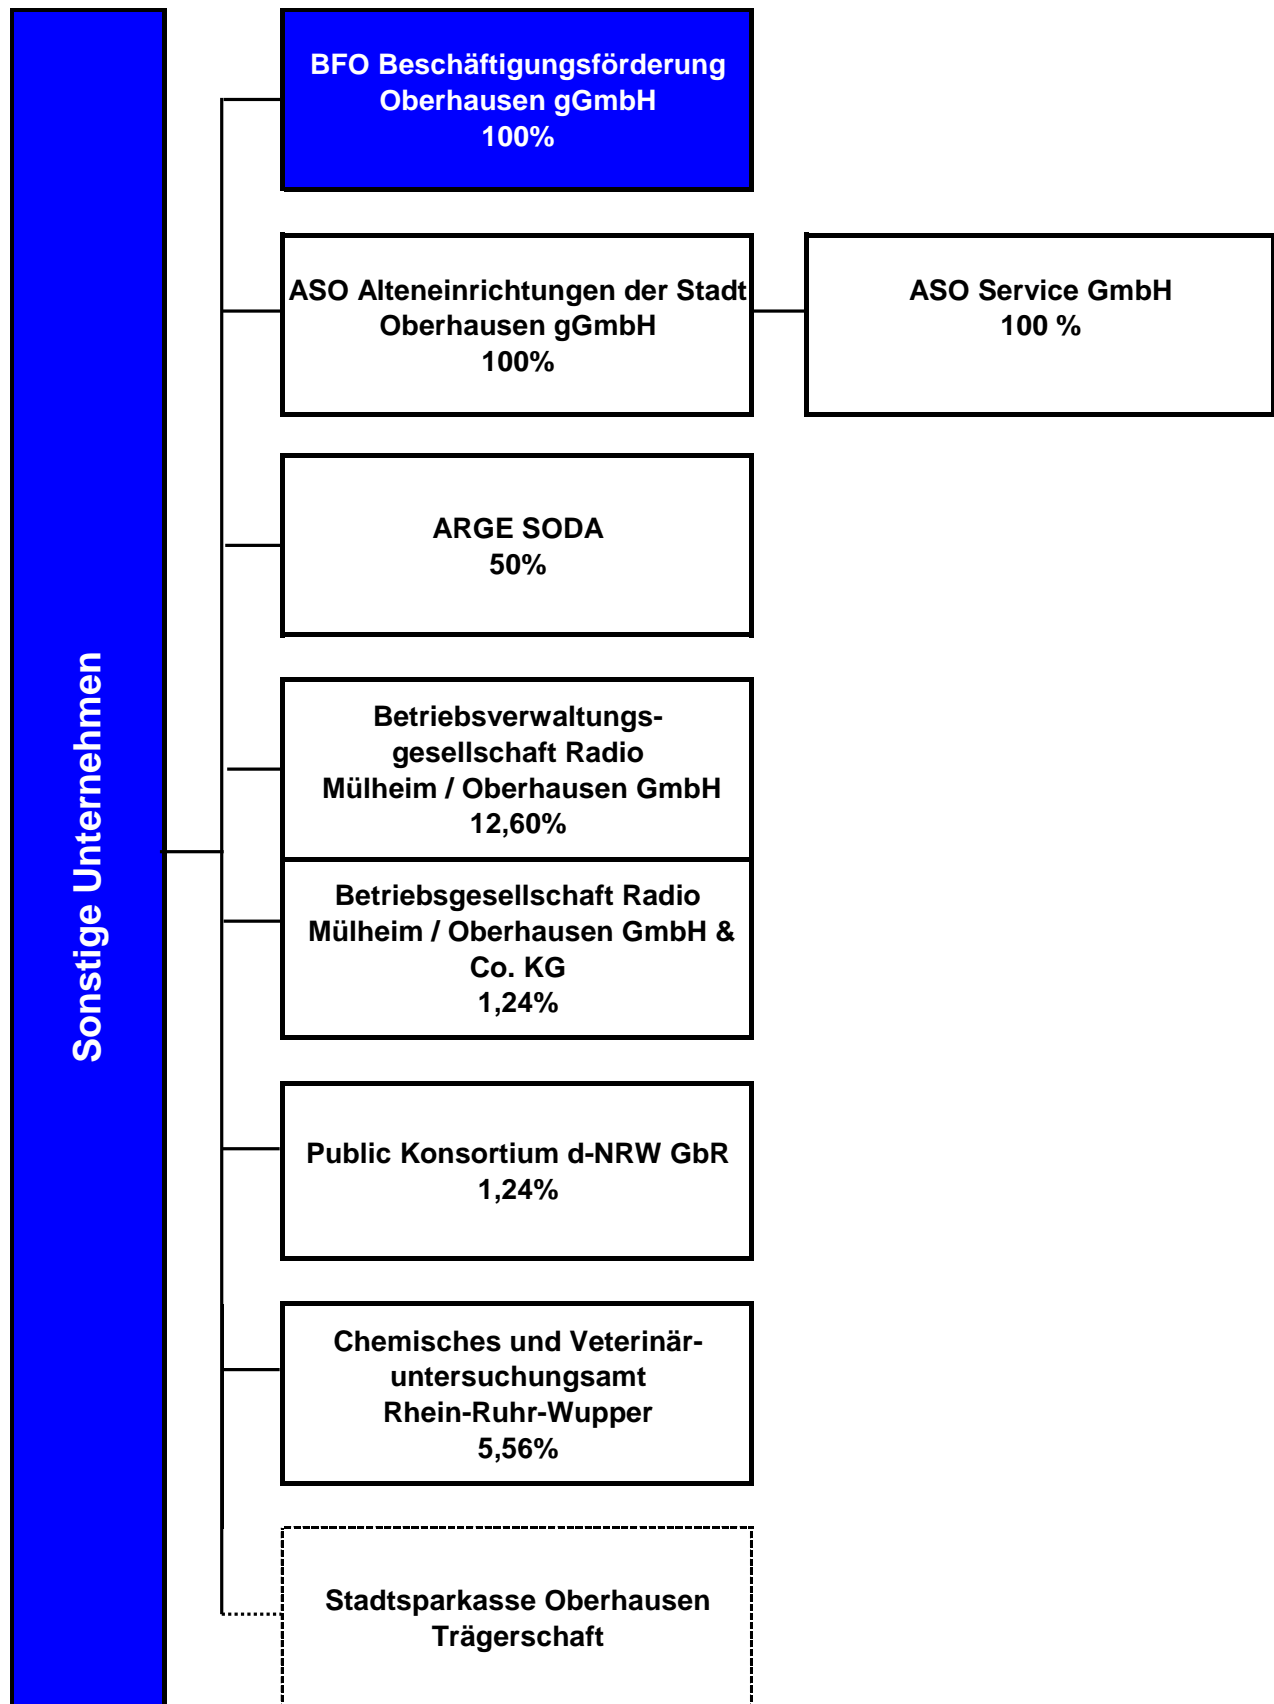 Sonstige Unternehmen
BFO Beschäftigungsförderung
Oberhausen gGmbH
100%
ASO Alteneinrichtungen der Stadt
Oberhausen gGmbH
100%
ASO Service GmbH
100 %
ARGE SODA
50%
Betriebsverwaltungs-
gesellschaft Radio
Mülheim / Oberhausen GmbH
12,60%
Betriebsgesellschaft Radio
Mülheim / Oberhausen GmbH &
Co. KG
1,24%
Public Konsortium d-NRW GbR
1,24%
Chemisches und Veterinär-
untersuchungsamt
Rhein-Ruhr-Wupper
5,56%
Stadtsparkasse Oberhausen
Trägerschaft